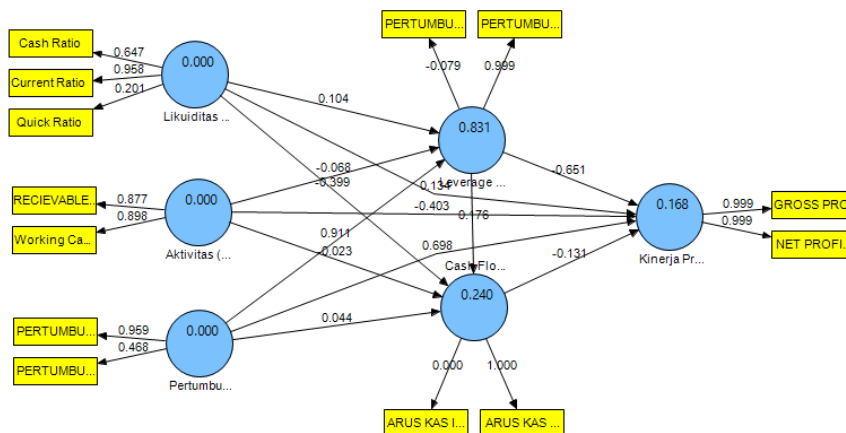 PERTUMBU...
PERTUMBU...
Cash Ratio
0.647
0.000
-0.079
0.999
Current Ratio
0.958
0.201
Quick Ratio
Likuiditas ...
0.104
0.831
-0.068
-0.399
0.134
Leverage ...
-0.651
RECIEVABLE...
0.877
0.000
-0.403
0.176
0.168
0.999
GROSS PRO
Working Ca...
0.898
Aktivitas (...
0.911
-0.023
0.698
Cash Flo...
-0.131
0.999
NET PROFI...
Kinerja Pr...
0.240
PERTUMBU...
0.959
0.000
0.044
PERTUMBU...
0.468
Pertumbu...
0.000
1.000
ARUS KAS I...
ARUS KAS ...